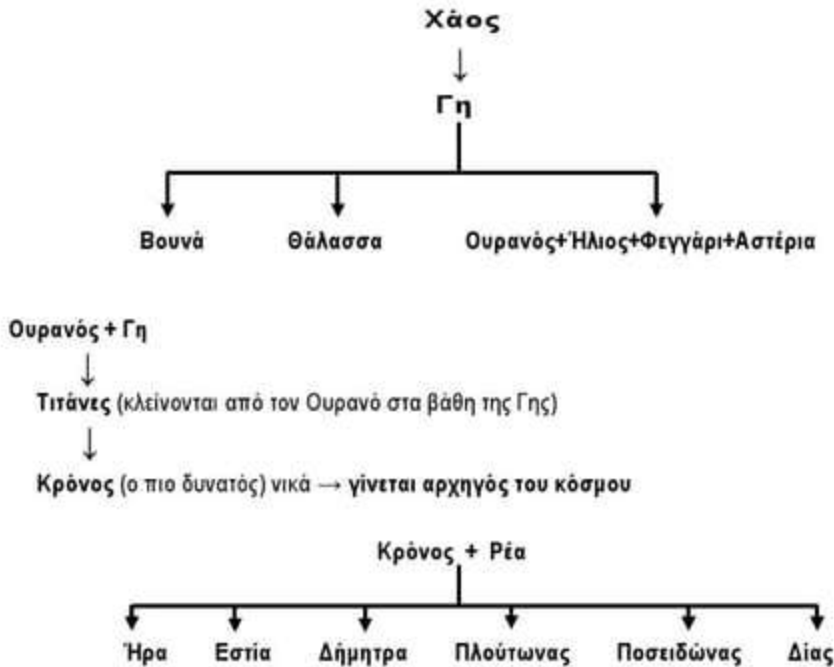 Χάος
↓
Γη
Βουνά Θάλασσα Ουρανός+Ήλιος+Φεγγάρι+Αστέρια
Ουρανός + Γη
↓
Τιτάνες (κλείνονται από τον Ουρανό στα βάθη της Γης)
↓
Κρόνος (ο πιο δυνατός) νικά → γίνεται αρχηγός του κόσμου
Κρόνος + Ρέα
Ήρα Εστία Δήμητρα Πλούτωνας Ποσειδώνας Δίας